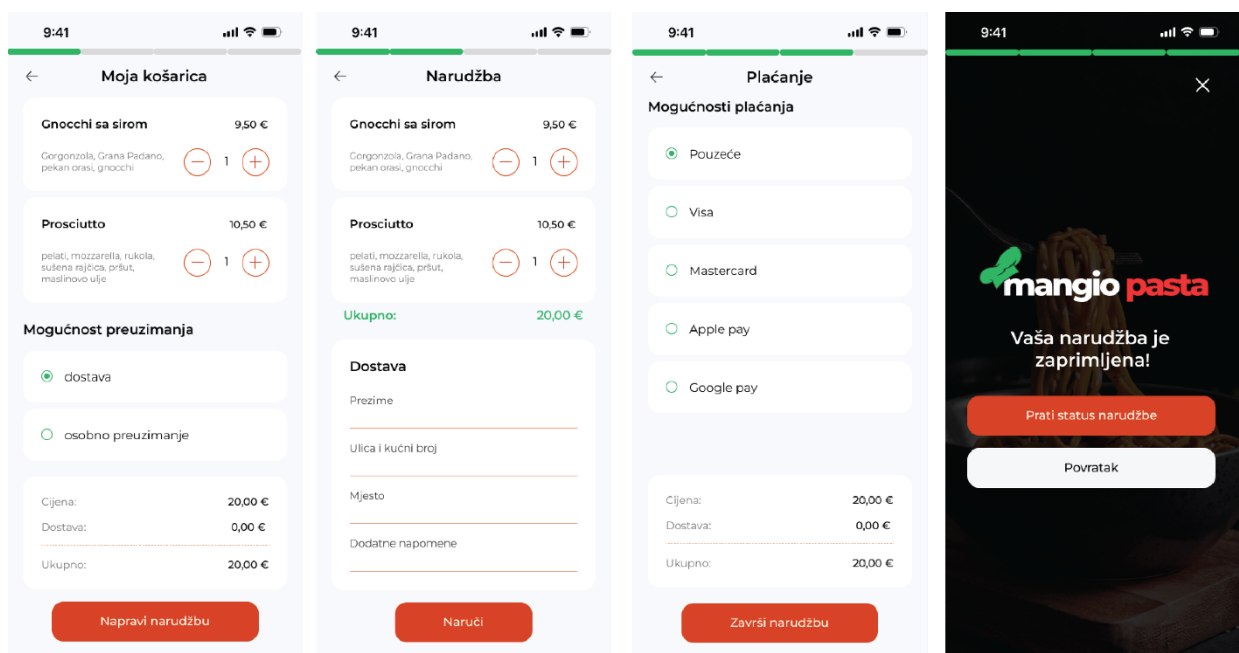 9:41
Moja košarica
Gnocchi sa sirom 9,50 €
Gorgonzola, Grana Padano,
pekan orasi, gnocchi
1
Prosciutto 10,50 €
pelati, mozzarella, rukola,
sušena rajčica, pršut,
maslinovo ulje
1
Mogućnost preuzimanja
dostava
osobno preuzimanje
Cijena: 20,00 €
Dostava: 0,00 €
Ukupno: 20,00 €
Napravi narudžbu
9:41
Narudžba
Gnocchi sa sirom 9,50 €
Gorgonzola, Grana Padano,
pekan orasi, gnocchi
1
Prosciutto 10,50 €
pelati, mozzarella, rukola,
sušena rajčica, pršut,
maslinovo ulje
1
Ukupno: 20,00 €
Dostava
Prezime
Ulica i kućni broj
Mjesto
Dodatne napomene
Naruči
9:41
Plaćanje
Mogućnosti plaćanja
Pouzeće
Visa
Mastercard
Apple pay
Google pay
Cijena: 20,00 €
Dostava: 0,00 €
Ukupno: 20,00 €
Završi narudžbu
9:41
mangio pasta
Vaša narudžba je
zaprimljena!
Prati status narudžbe
Povratak